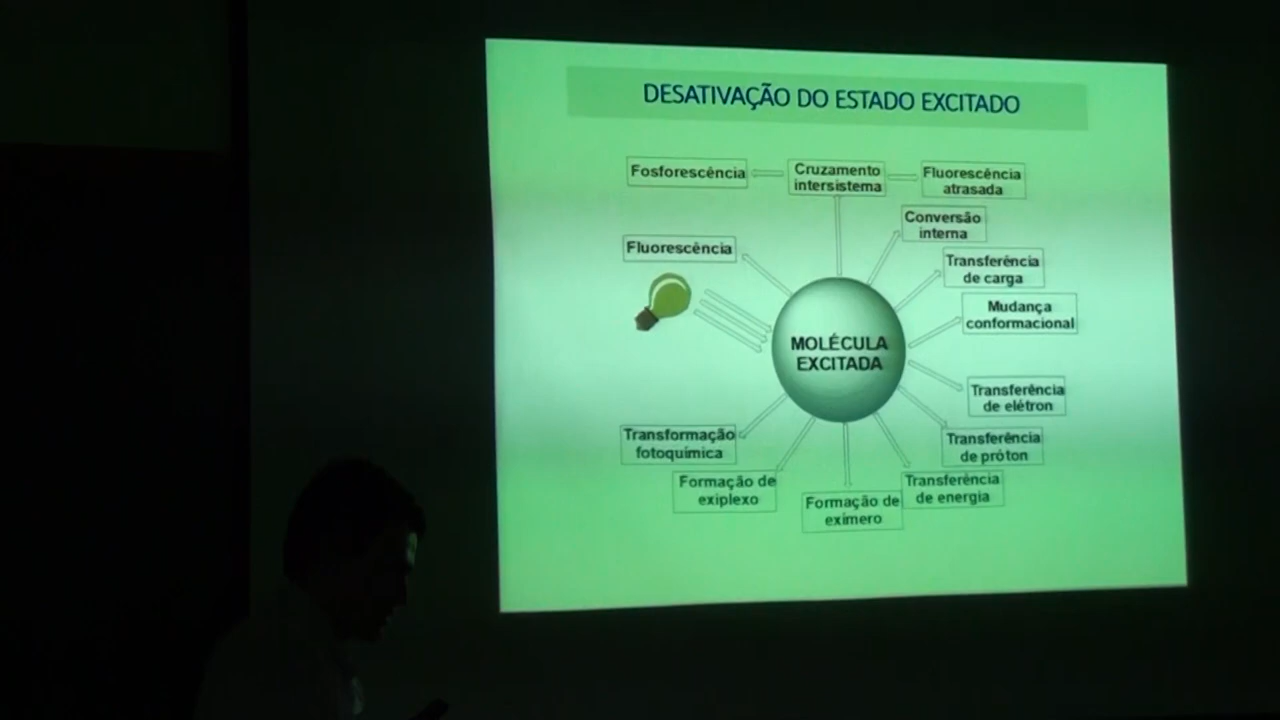 DESATIVAÇÃO DO ESTADO EXCITADO
Fosforescência
Cruzamento
intersistema
Fluorescência
atrasada
Conversão
interna
Fluorescência
Transferência
de carga
Mudança
conformacional
MOLÉCULA
EXCITADA
Transferência
de elétron
Transformação
fotoquímica
Transferência
de próton
Formação de
exiplexo
Transferência
de energia
Formação de
exímero